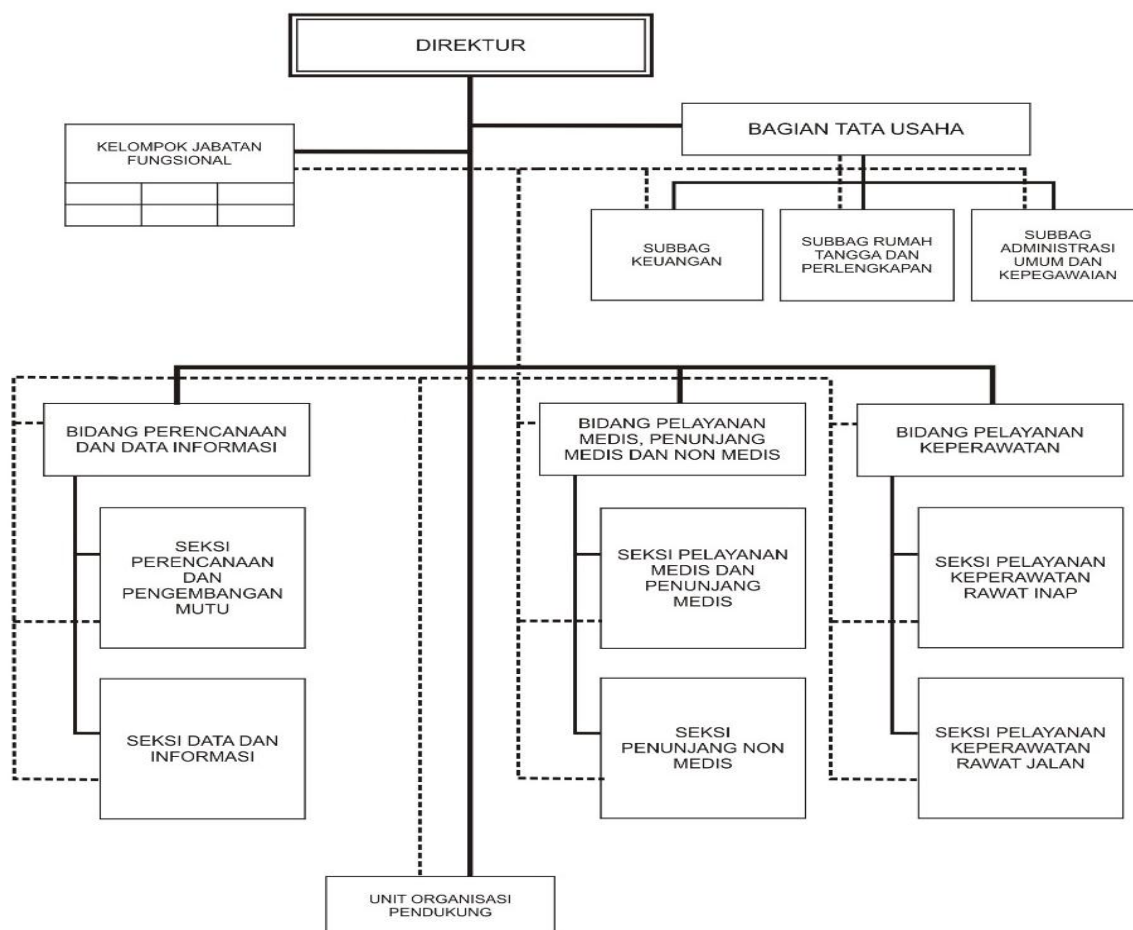 DIREKTUR
BAGIAN TATA USAHA
KELOMPOK JABATAN
FUNGSIONAL
SUBBAG
KEUANGAN
SUBBAG RUMAH
TANGGA DAN
PERLENGKAPAN
SUBBAG
ADMINISTRASI
UMUM DAN
KEPEGAWAIAN
BIDANG PERENCANAAN
DAN DATA INFORMASI
BIDANG PELAYANAN
MEDIS, PENUNJANG
MEDIS DAN NON MEDIS
BIDANG PELAYANAN
KEPERAWATAN
SEKSI
PERENCANAAN
DAN
PENGEMBANGAN
MUTU
SEKSI PELAYANAN
MEDIS DAN
PENUNJANG
MEDIS
SEKSI PELAYANAN
KEPERAWATAN
RAWAT INAP
SEKSI DATA DAN
INFORMASI
SEKSI
PENUNJANG NON
MEDIS
SEKSI PELAYANAN
KEPERAWATAN
RAWAT JALAN
UNIT ORGANISASI
PENDUKUNG